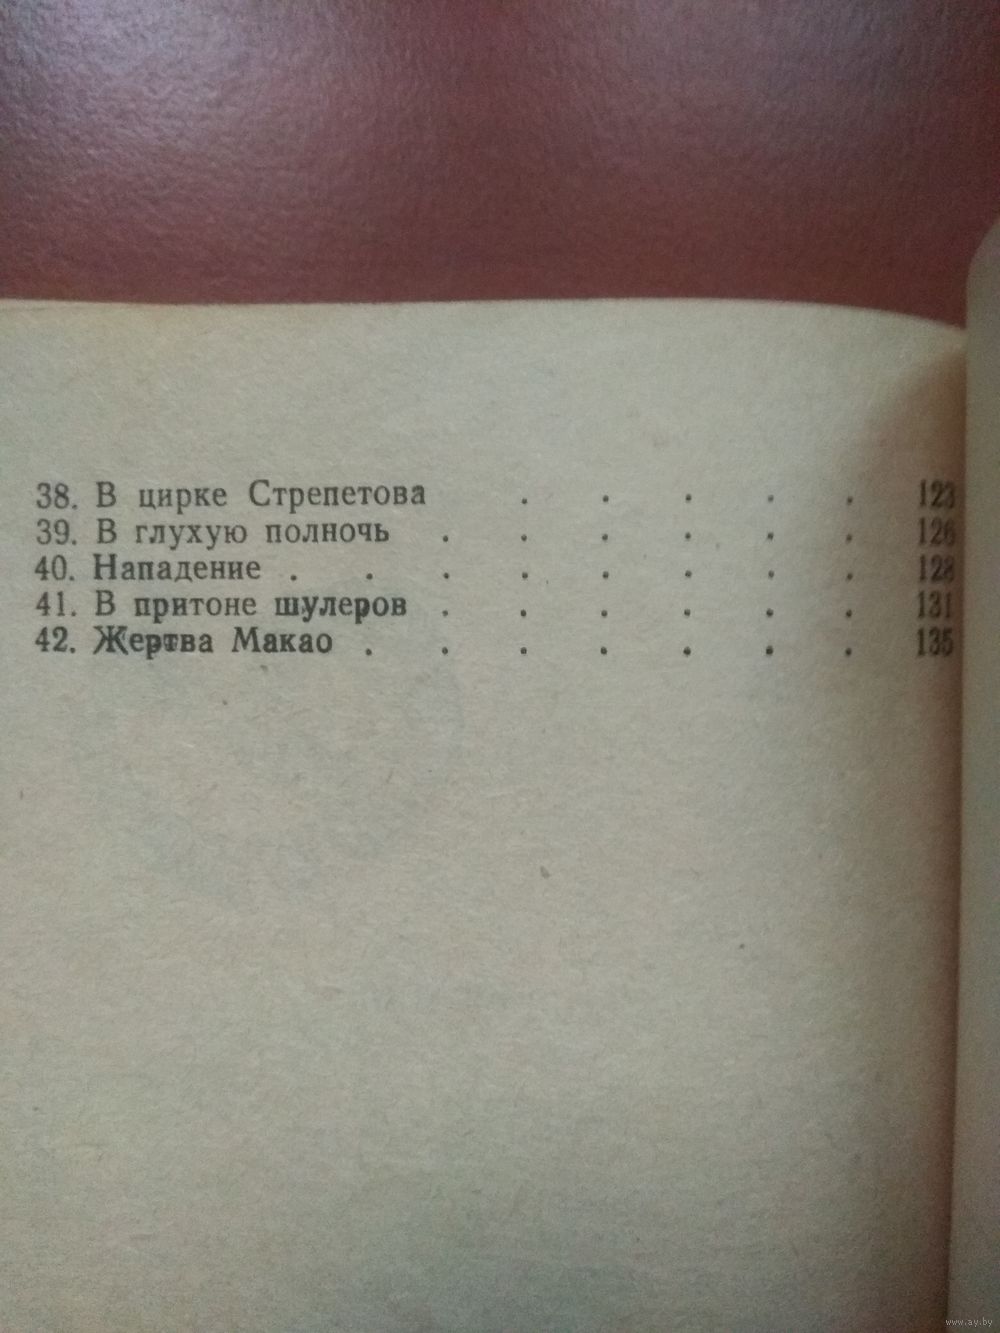 38. В цирке Стрепетова . . . . . 123
39. В глухую полночь . . . . . . 126
40. Нападение . . . . . . . . 128
41. В притоне шулеров . . . . . . 131
42. Жертва Макао . . . . . . . 135
www.ay.by